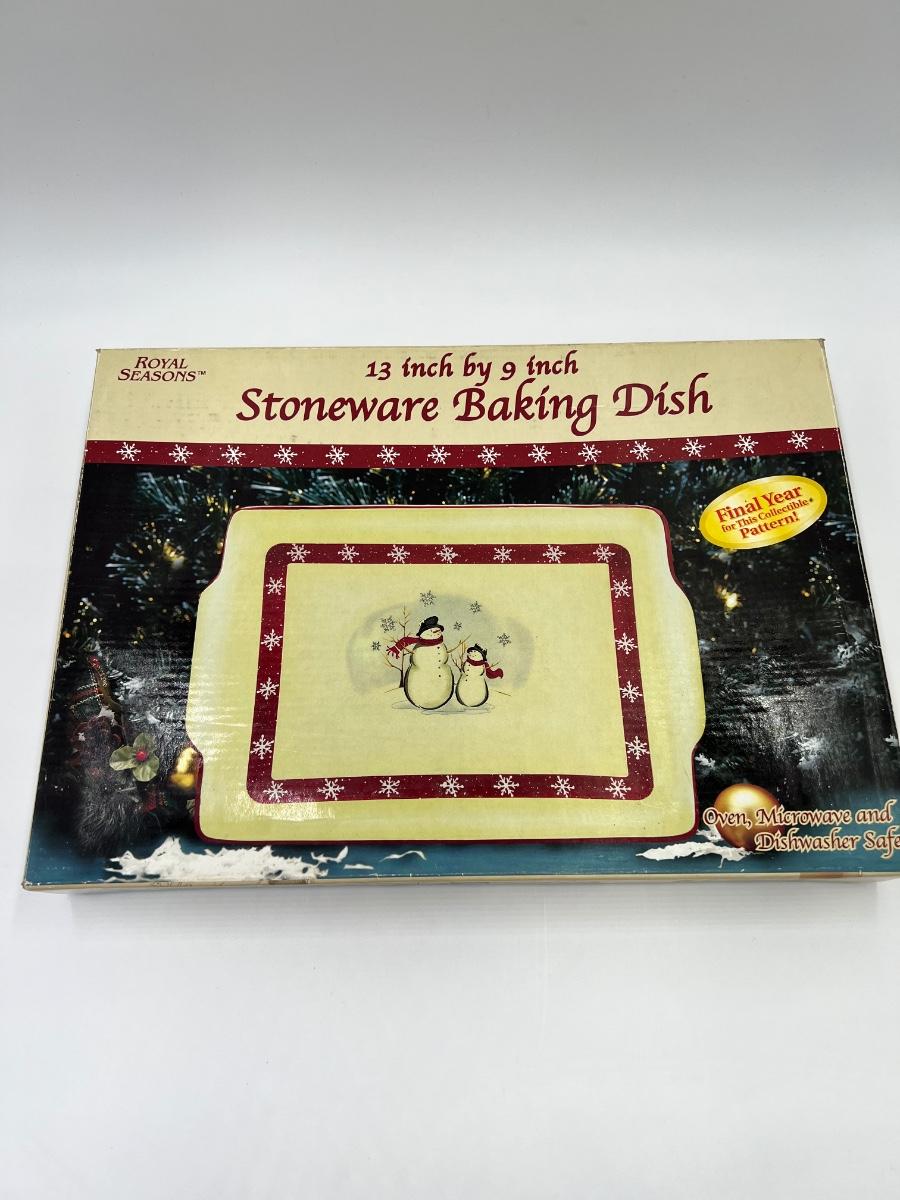 ROYAL
SEASONS™
13 inch by 9 inch
Stoneware Baking Dish
Final Year
for This Collectible
Pattern!
Oven, Microwave and
Dishwasher Safe